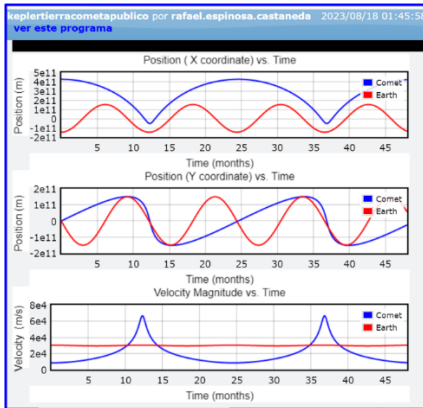 keplertierracometapublico por rafael.espinosa.castaneda 2023/08/18 01:45:58
ver este programa
Position ( X coordinate) vs. Time
Position (m)
5e11
4e11
3e11
2e11
1e11
0
-1e11
-2e11
Comet
Earth
5 10 15 20 25 30 35 40 45
Time (months)
Position (Y coordinate) vs. Time
Position (m)
2e11
1e11
0
-1e11
-2e11
Comet
Earth
5 10 15 20 25 30 35 40 45
Time (months)
Velocity Magnitude vs. Time
Velocity (m/s)
8e4
6e4
4e4
2e4
0
Comet
Earth
5 10 15 20 25 30 35 40 45
Time (months)